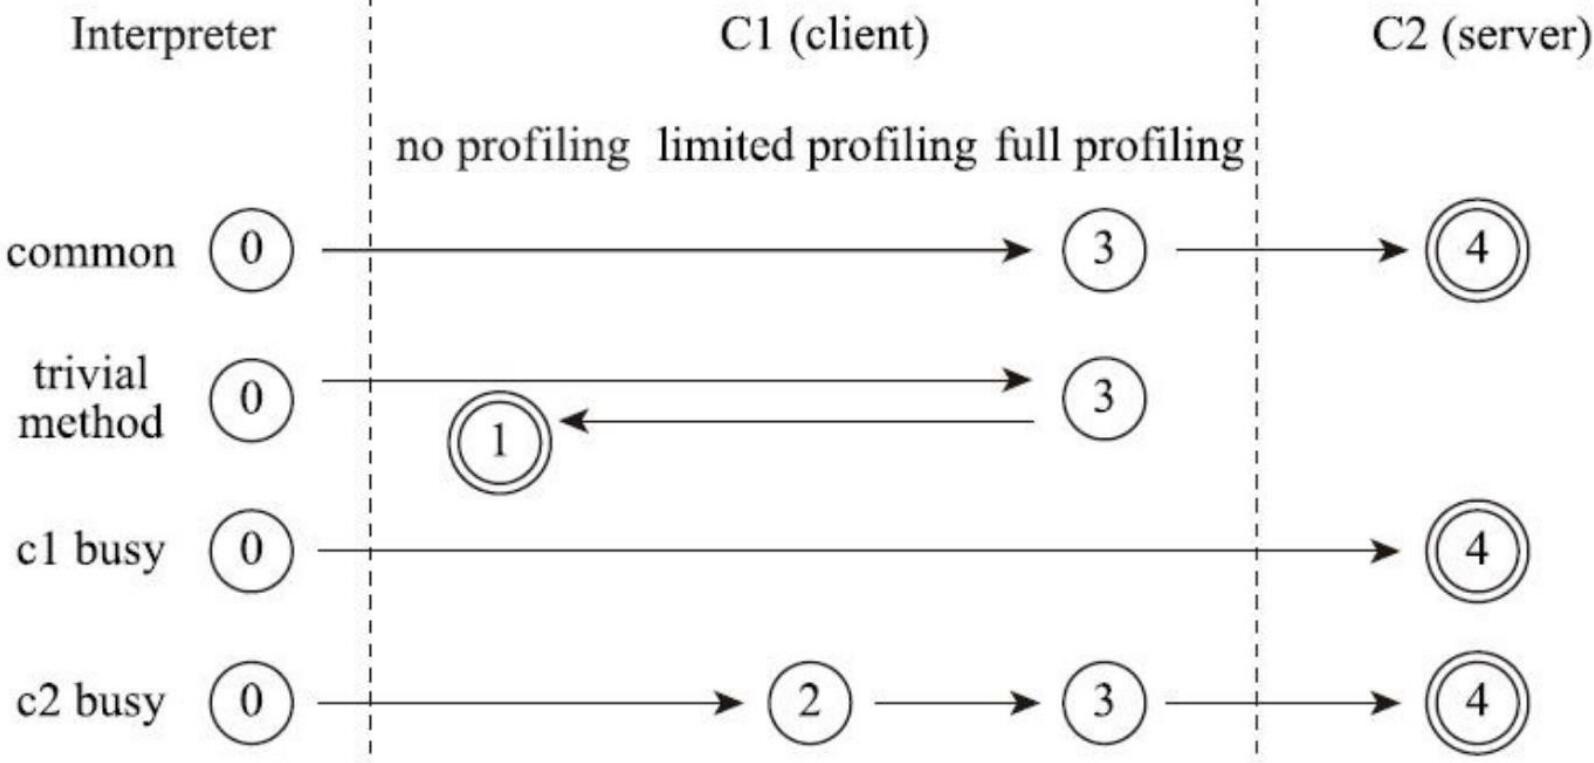 Interpreter
C1 (client)
C2 (server)
no profiling
limited profiling
full profiling
common
0
3
4
trivial
method
0
1
3
c1 busy
0
4
c2 busy
0
2
3
4